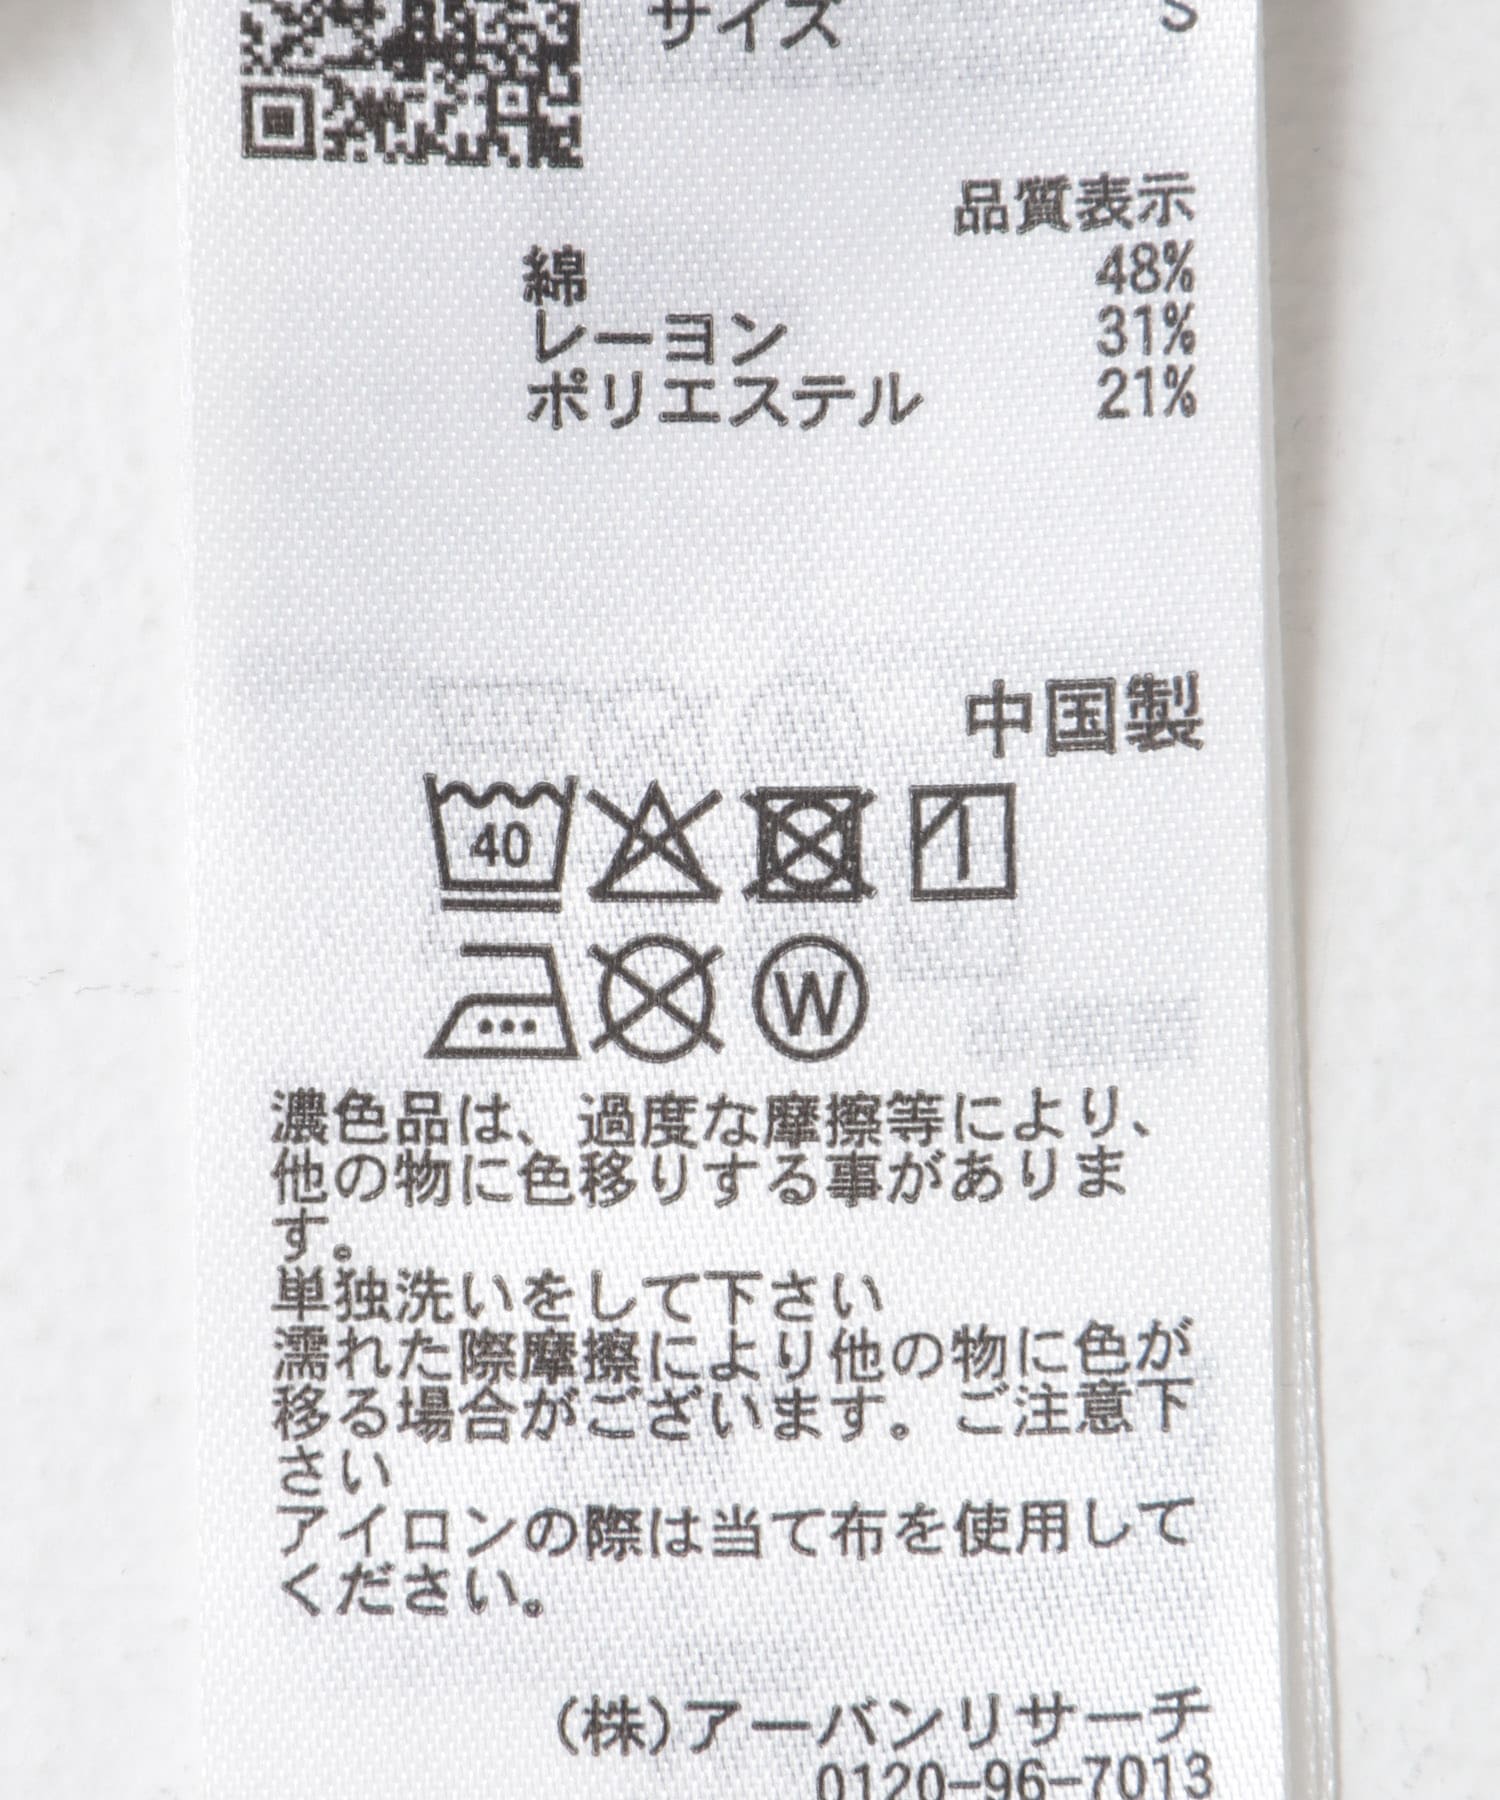 サイズ S
品質表示
綿 48%
レーヨン 31%
ポリエステル 21%
中国製
40
W
濃色品は、過度な摩擦等により、
他の物に色移りする事がありま
す。
単独洗いをして下さい
濡れた際摩擦により他の物に色が
移る場合がございます。ご注意下
さい
アイロンの際は当て布を使用して
ください。
(株)アーバンリサーチ
0120-96-7013